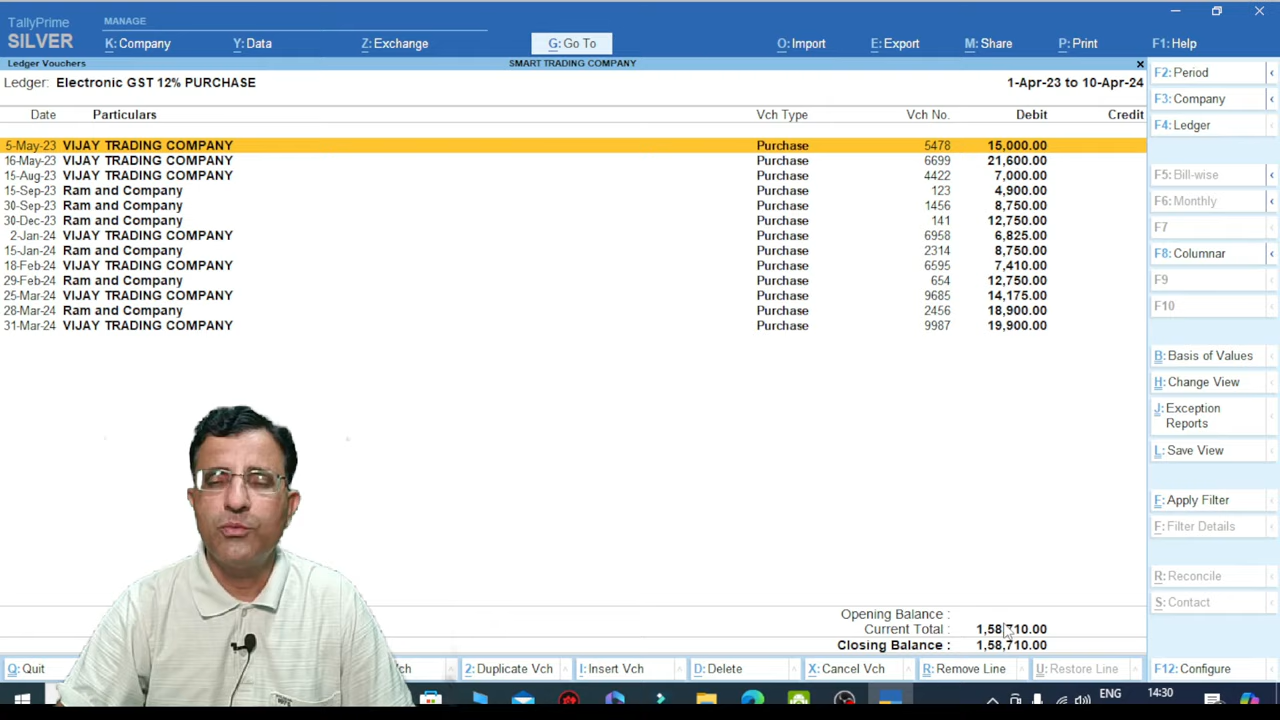 TallyPrime
SILVER
MANAGE
K: Company
Y: Data
Z: Exchange
G: Go To
O: Import
E: Export
M: Share
P: Print
F1: Help
Ledger Vouchers
SMART TRADING COMPANY
Ledger: Electronic GST 12% PURCHASE
1-Apr-23 to 10-Apr-24
Date Particulars Vch Type Vch No. Debit Credit
5-May-23 VIJAY TRADING COMPANY Purchase 5478 15,000.00
16-May-23 VIJAY TRADING COMPANY Purchase 6699 21,600.00
15-Aug-23 VIJAY TRADING COMPANY Purchase 4422 7,000.00
15-Sep-23 Ram and Company Purchase 123 4,900.00
30-Sep-23 Ram and Company Purchase 1456 8,750.00
30-Dec-23 Ram and Company Purchase 141 12,750.00
2-Jan-24 VIJAY TRADING COMPANY Purchase 6958 6,825.00
15-Jan-24 Ram and Company Purchase 2314 8,750.00
18-Feb-24 VIJAY TRADING COMPANY Purchase 6595 7,410.00
29-Feb-24 Ram and Company Purchase 654 12,750.00
25-Mar-24 VIJAY TRADING COMPANY Purchase 9685 14,175.00
28-Mar-24 Ram and Company Purchase 2456 18,900.00
31-Mar-24 VIJAY TRADING COMPANY Purchase 9987 19,900.00
Opening Balance :
Current Total : 1,58,710.00
Closing Balance : 1,58,710.00
F2: Period
F3: Company
F4: Ledger
F5: Bill-wise
F6: Monthly
F7
F8: Columnar
F9
F10
B: Basis of Values
H: Change View
J: Exception
Reports
L: Save View
F: Apply Filter
F: Filter Details
R: Reconcile
S: Contact
Q: Quit
ch
2: Duplicate Vch
I: Insert Vch
D: Delete
X: Cancel Vch
R: Remove Line
U: Restore Line
F12: Configure
ENG
14:30